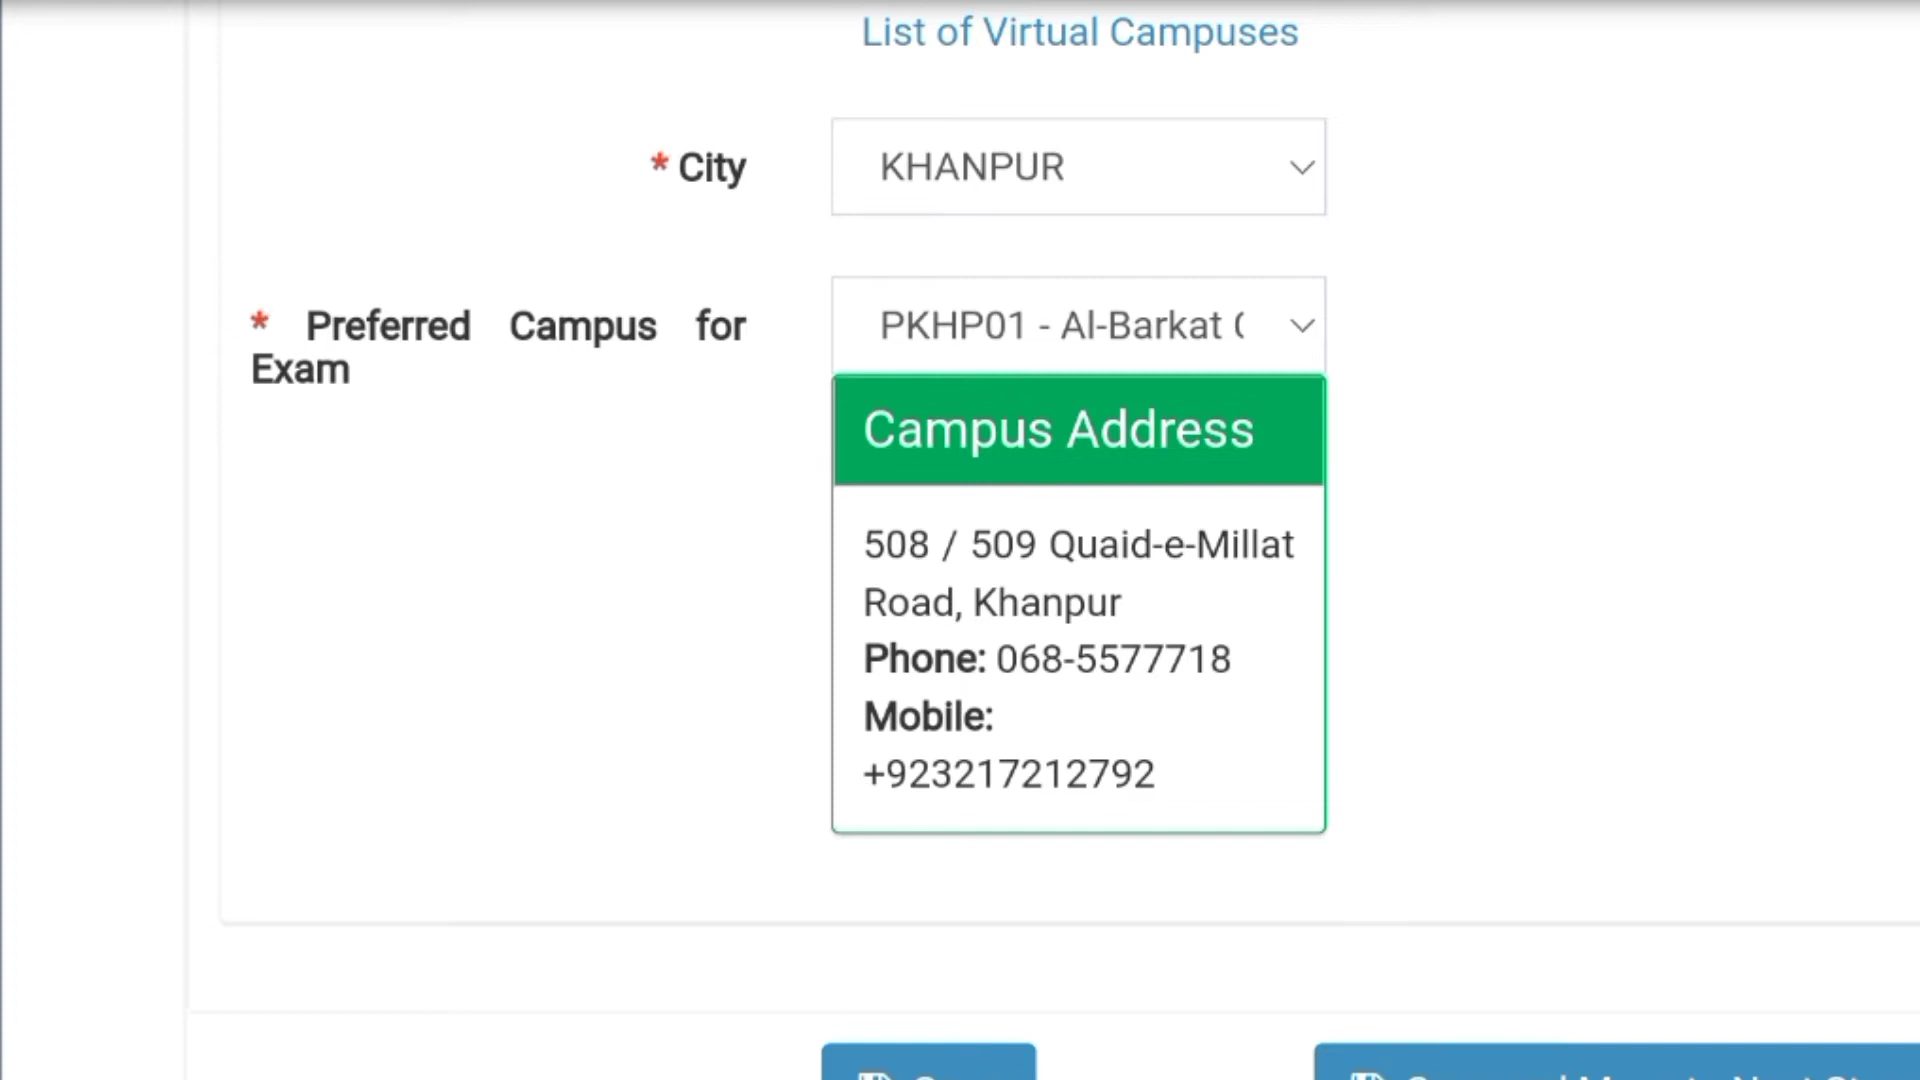 List of Virtual Campuses
* City
KHANPUR
* Preferred Campus for
Exam
PKHP01 - Al-Barkat
Campus Address
508 / 509 Quaid-e-Millat
Road, Khanpur
Phone: 068-5577718
Mobile:
+923217212792